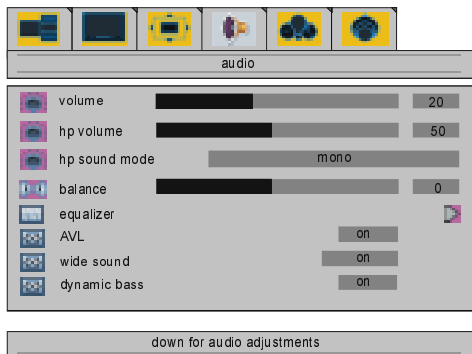 audio
volume 20
hp volume 50
hp sound mode mono
balance 0
equalizer
AVL on
wide sound on
dynamic bass on
down for audio adjustments